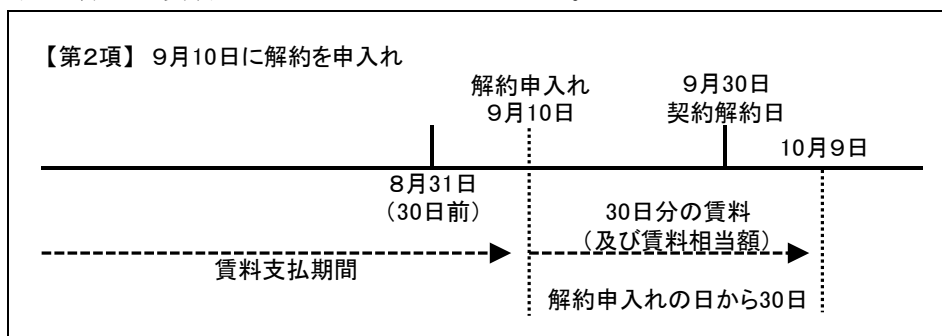 【第２項】 ９月10日に解約を申入れ
解約申入れ
９月10日
９月30日
契約解約日
10月９日
８月31日
（30日前）
30日分の賃料
（及び賃料相当額）
賃料支払期間
解約申入れの日から30日